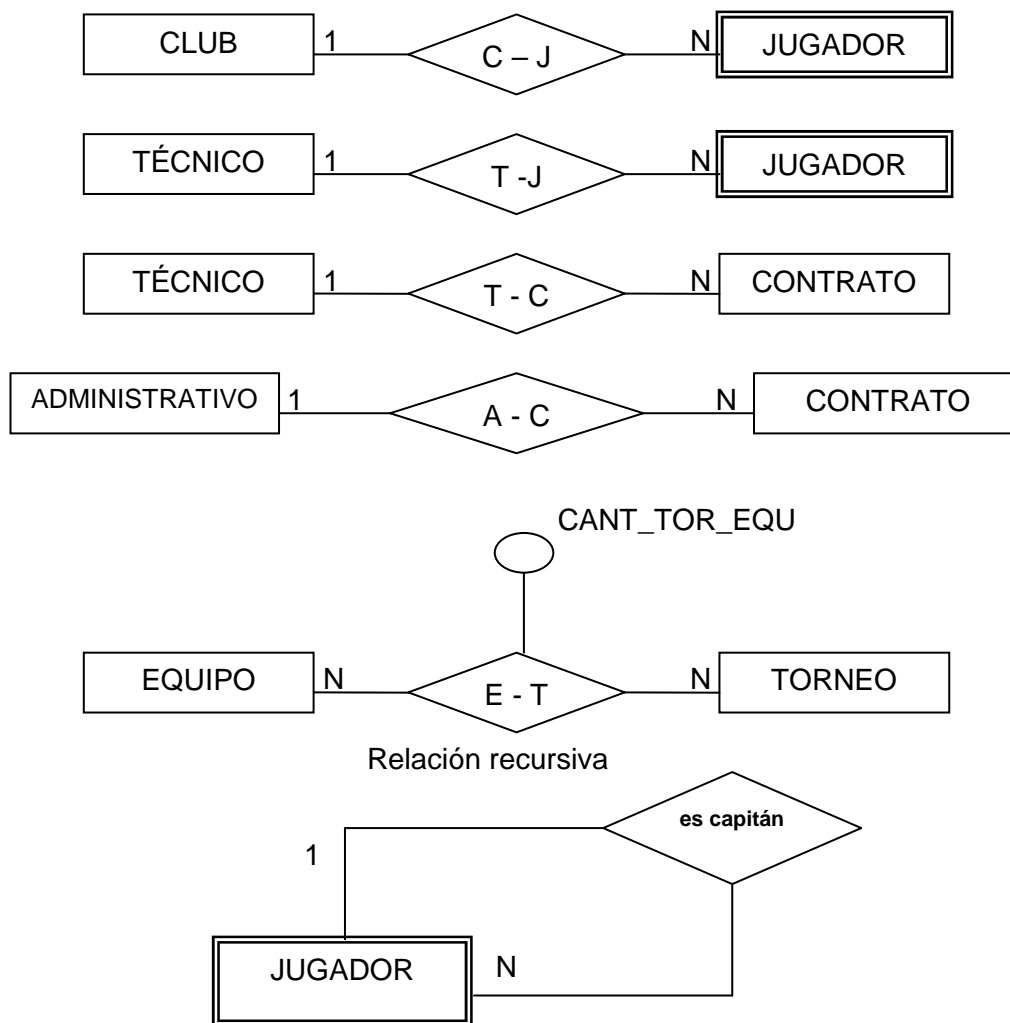 CLUB 1 C – J N JUGADOR
TÉCNICO 1 T -J N JUGADOR
TÉCNICO 1 T - C N CONTRATO
ADMINISTRATIVO 1 A - C N CONTRATO
CANT_TOR_EQU
EQUIPO N E - T N TORNEO
Relación recursiva
es capitán
1
JUGADOR N